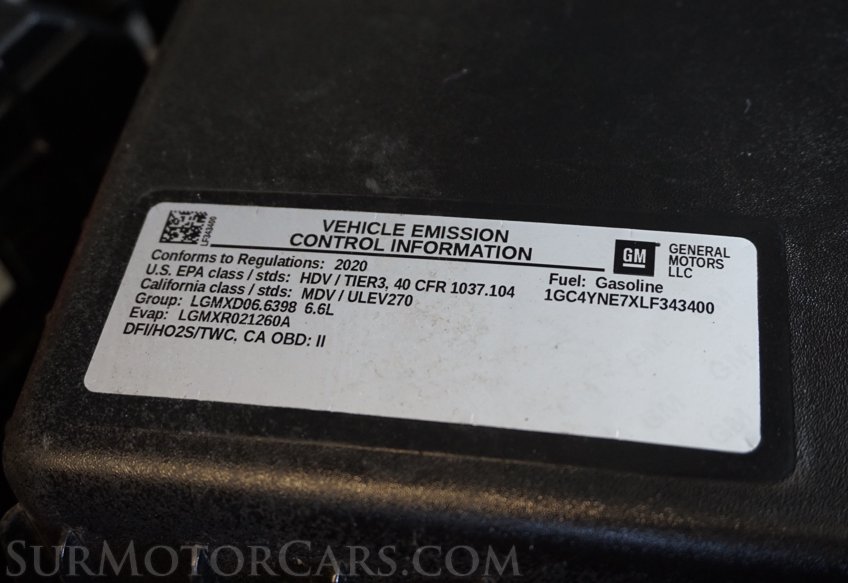 LF343400
VEHICLE EMISSION
CONTROL INFORMATION
GM
GENERAL
MOTORS
LLC
Conforms to Regulations: 2020
U.S. EPA class / stds: HDV / TIER3, 40 CFR 1037.104
California class / stds: MDV / ULEV270
Group: LGMXD06.6398 6.6L
Evap: LGMXR021260A
DFI/HO2S/TWC, CA OBD: II
Fuel: Gasoline
1GC4YNE7XLF343400
SURMOTORCARS.COM